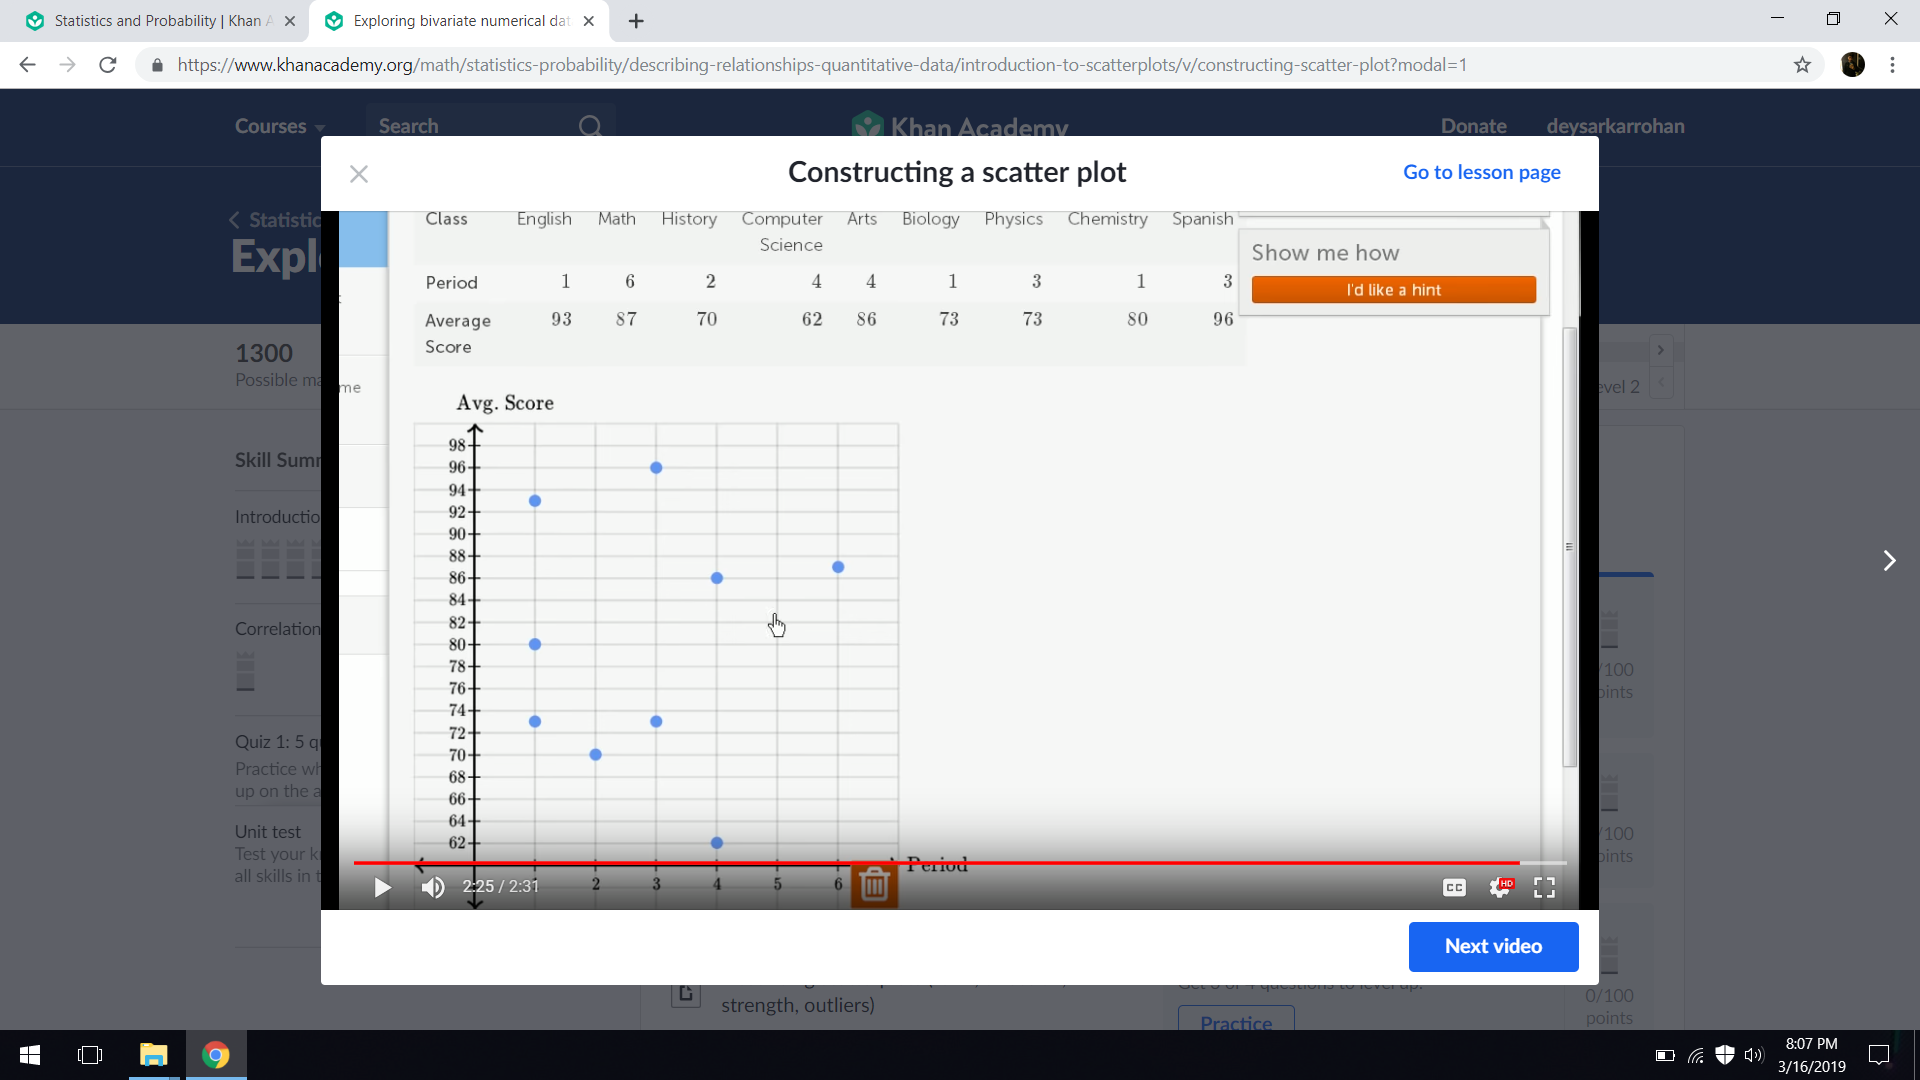 Statistics and Probability | Khan A
Exploring bivariate numerical dat
https://www.khanacademy.org/math/statistics-probability/describing-relationships-quantitative-data/introduction-to-scatterplots/v/constructing-scatter-plot?modal=1
Courses Search Khan Academy Donate deysarkarrohan
Constructing a scatter plot Go to lesson page
Statistic
Expl
Class English Math History Computer Science Arts Biology Physics Chemistry Spanish
Period 1 6 2 4 4 1 3 1 3
Average Score 93 87 70 62 86 73 73 80 96
Show me how
I'd like a hint
1300
Possible ma
me
evel 2
Avg. Score
98
96
94
92
90
88
86
84
82
80
78
76
74
72
70
68
66
64
62
Period
2 3 4 5 6
Skill Summ
Introductio
Correlation
Quiz 1: 5 q
Practice wh
up on the a
Unit test
Test your k
all skills in t
/100
oints
/100
oints
0/100
points
2:25 / 2:31
CC HD
Next video
strength, outliers)
Practice
8:07 PM
3/16/2019